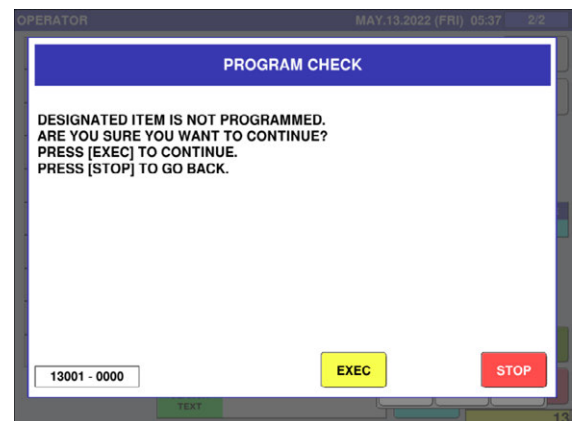 OPERATOR MAY.13.2022 (FRI) 05:37 2/2
PROGRAM CHECK
DESIGNATED ITEM IS NOT PROGRAMMED.
ARE YOU SURE YOU WANT TO CONTINUE?
PRESS [EXEC] TO CONTINUE.
PRESS [STOP] TO GO BACK.
13001 - 0000 EXEC STOP
TEXT
13